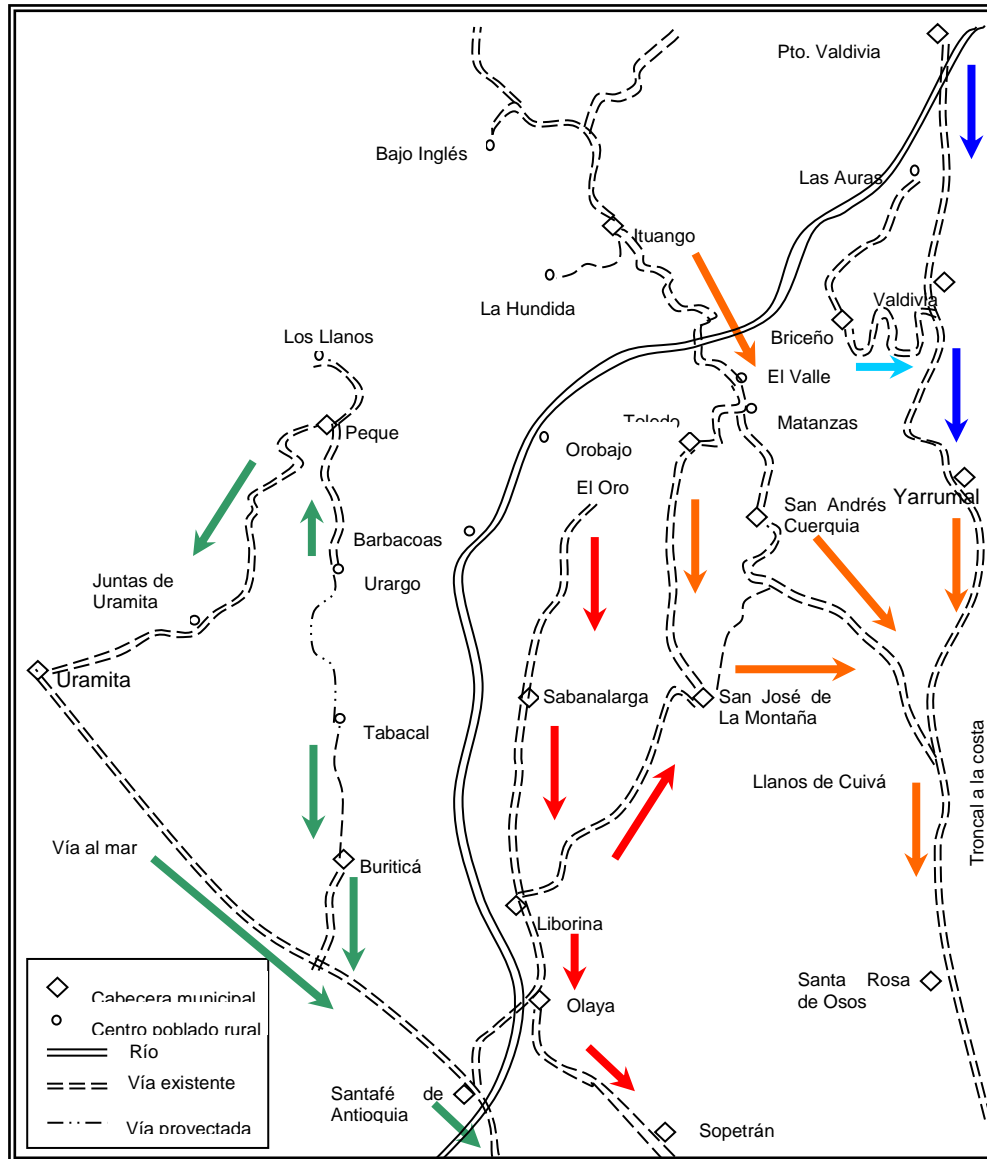 Pto. Valdivia
Bajo Inglés
Las Auras
Ituango
La Hundida
Valdivia
Briceño
Los Llanos
El Valle
Matanzas
Toledo
Peque
Orobajo
El Oro
San Andrés
Cuerquia
Yarrumal
Barbacoas
Urargo
Juntas de
Uramita
Uramita
Sabanalarga
San José de
La Montaña
Tabacal
Llanos de Cuivá
Troncal a la costa
Vía al mar
Buriticá
Liborina
Santa Rosa
de Osos
Olaya
Santafé de
Antioquia
Sopetrán
Cabecera municipal
Centro poblado rural
Río
Vía existente
Vía proyectada